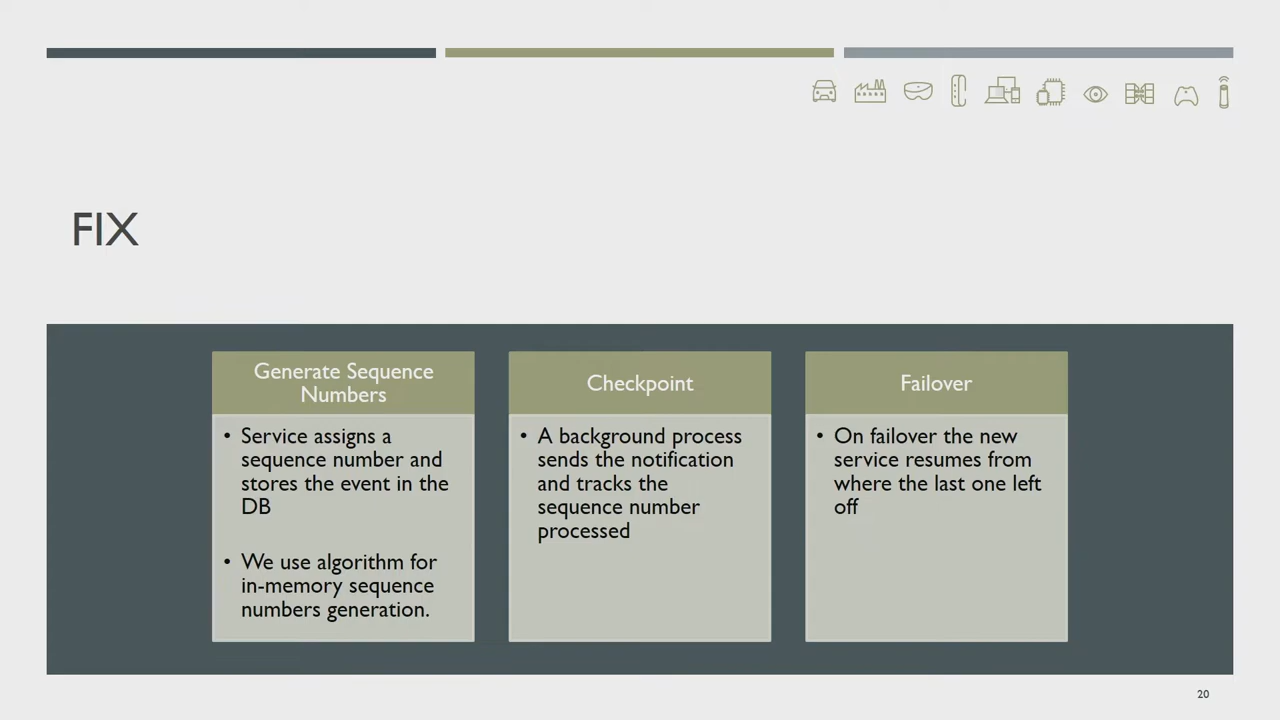 FIX
Generate Sequence
Numbers
• Service assigns a
sequence number and
stores the event in the
DB
• We use algorithm for
in-memory sequence
numbers generation.
Checkpoint
• A background process
sends the notification
and tracks the
sequence number
processed
Failover
• On failover the new
service resumes from
where the last one left
off
20